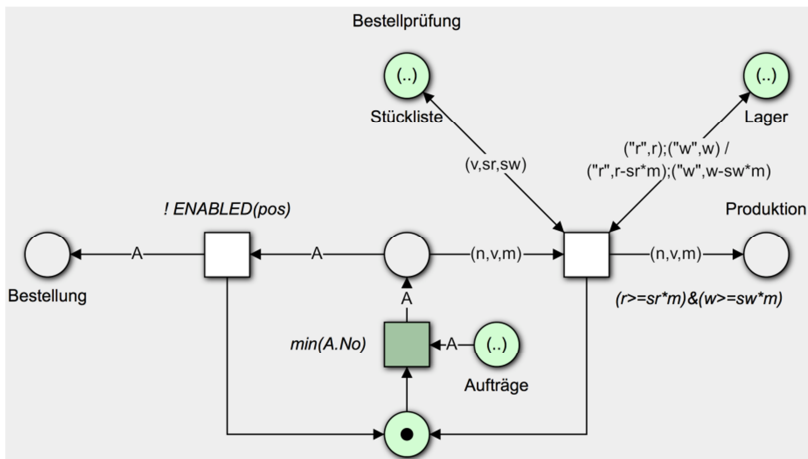 Bestellprüfung
(..)
(..)
Stückliste
Lager
("r",r);("w",w) /
(v,sr,sw)
("r",r-sr*m);("w",w-sw*m)
! ENABLED(pos)
Produktion
A
A
(n,v,m)
(n,v,m)
Bestellung
A
(r>=sr*m)&(w>=sw*m)
min(A.No)
A
(..)
Aufträge